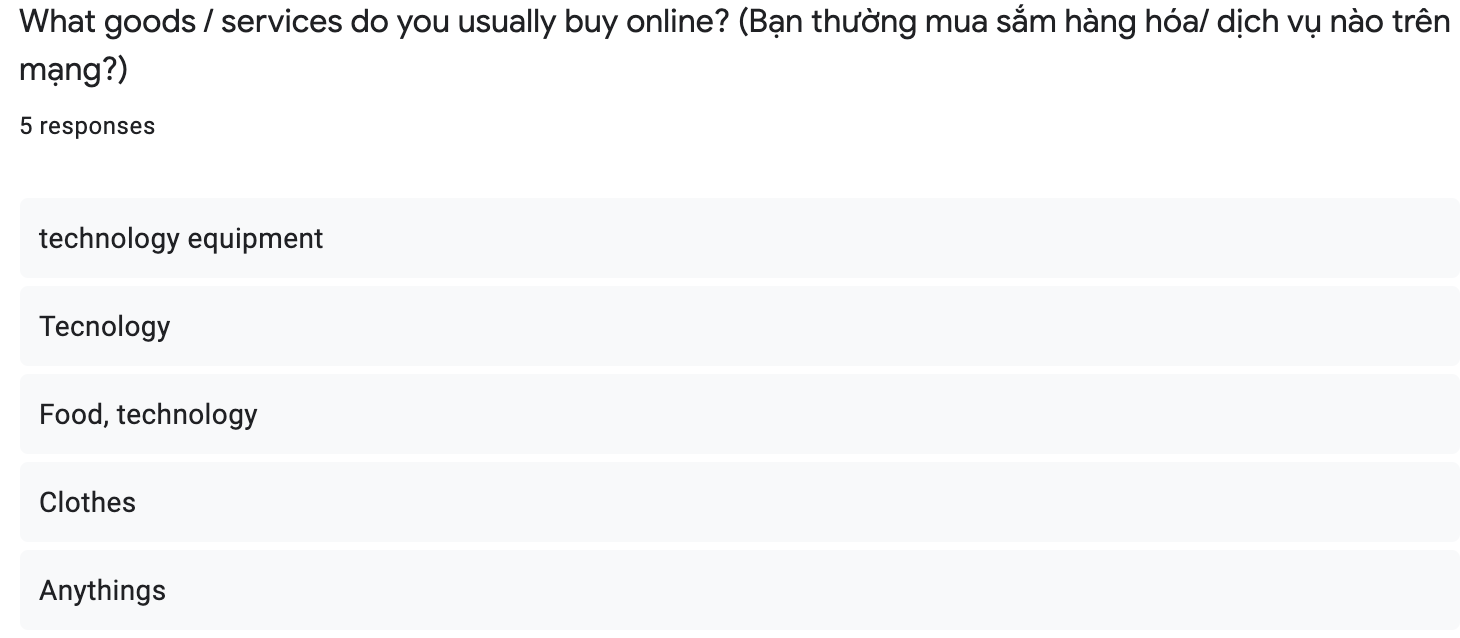 What goods / services do you usually buy online? (Bạn thường mua sắm hàng hóa/ dịch vụ nào trên
mạng?)
5 responses
technology equipment
Tecnology
Food, technology
Clothes
Anythings